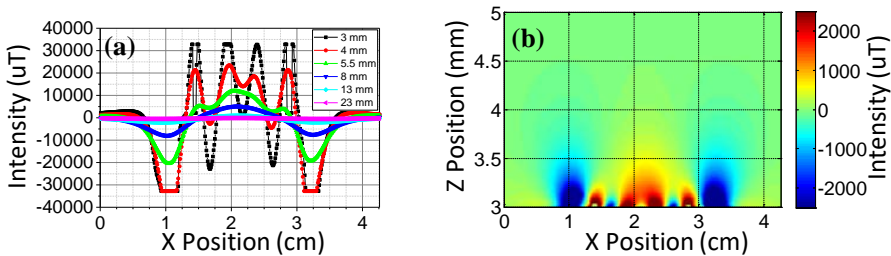 (a)
Intensity (uT)
40000
30000
20000
10000
0
-10000
-20000
-30000
-40000
3 mm
4 mm
5.5 mm
8 mm
13 mm
23 mm
0 1 2 3 4
X Position (cm)
(b)
Z Position (mm)
5
4.5
4
3.5
3
0 1 2 3 4
X Position (cm)
2000
1000
0
-1000
-2000
Intensity (uT)